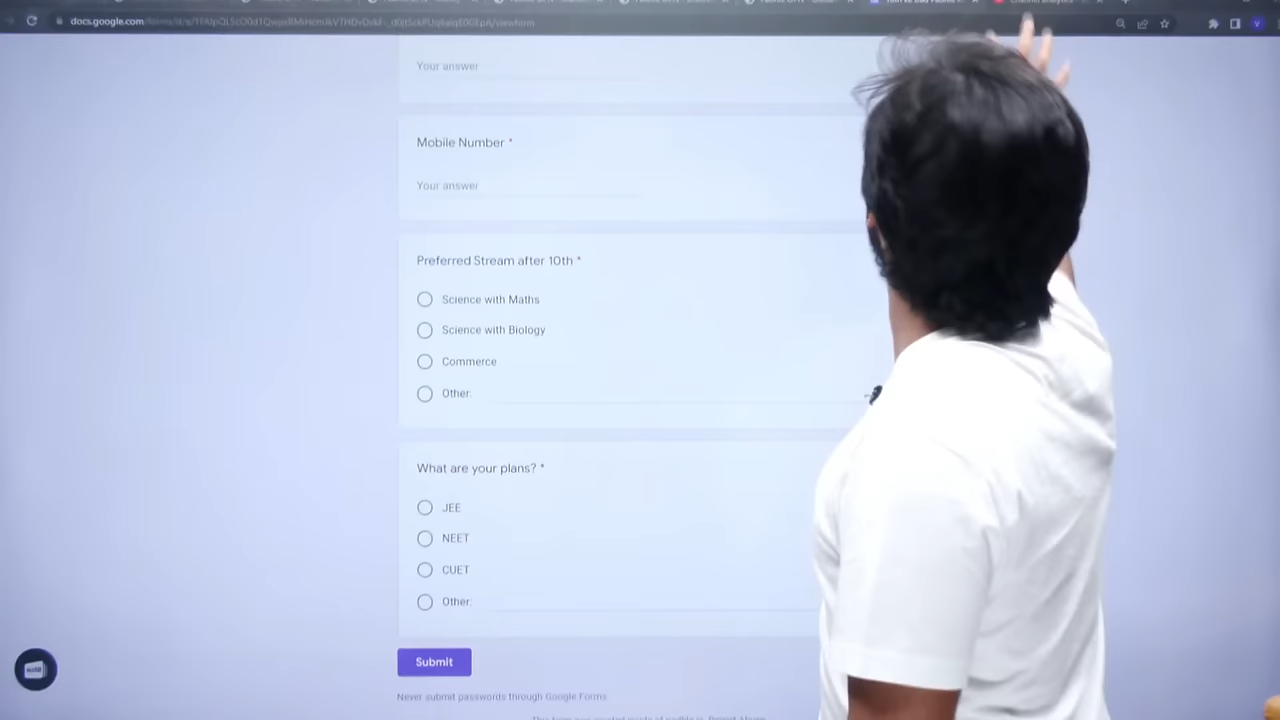 docs.google.com
Your answer
Mobile Number *
Your answer
Preferred Stream after 10th *
Science with Maths
Science with Biology
Commerce
Other:
What are your plans? *
JEE
NEET
CUET
Other:
Submit
Never submit passwords through Google Forms